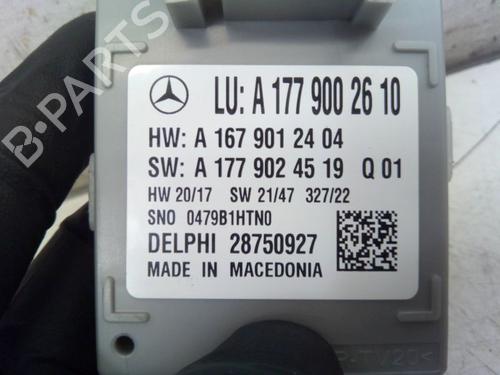 LU: A 177 900 26 10
HW: A 167 901 24 04
SW: A 177 902 45 19 Q 01
HW 20/17 SW 21/47 327/22
SNO 0479B1HTN0
DELPHI 28750927
MADE IN MACEDONIA